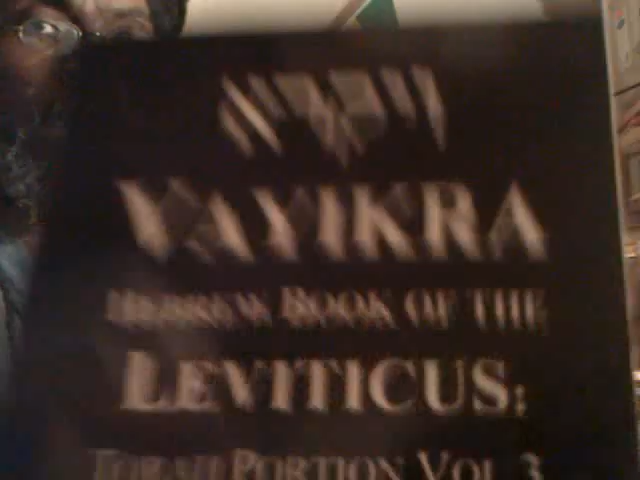 VAYIKRA
HEBREW BOOK OF THE
LEVITICUS:
TORAH PORTION VOL. 3